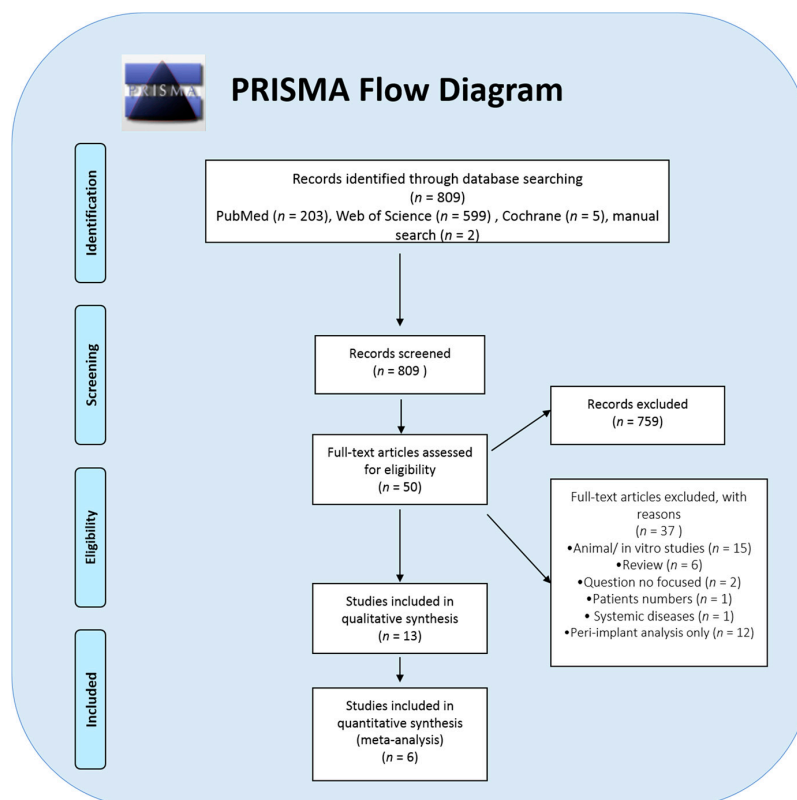 PRISMA
PRISMA Flow Diagram
Identification
Records identified through database searching
(n = 809)
PubMed (n = 203), Web of Science (n = 599) , Cochrane (n = 5), manual
search (n = 2)
Screening
Records screened
(n = 809 )
Records excluded
(n = 759)
Full-text articles assessed
for eligibility
(n = 50)
Eligibility
Full-text articles excluded, with
reasons
(n = 37 )
•Animal/ in vitro studies (n = 15)
•Review (n = 6)
•Question no focused (n = 2)
•Patients numbers (n = 1)
• Systemic diseases (n = 1)
•Peri-implant analysis only (n = 12)
Studies included in
qualitative synthesis
(n = 13)
Included
Studies included in
quantitative synthesis
(meta-analysis)
(n = 6)